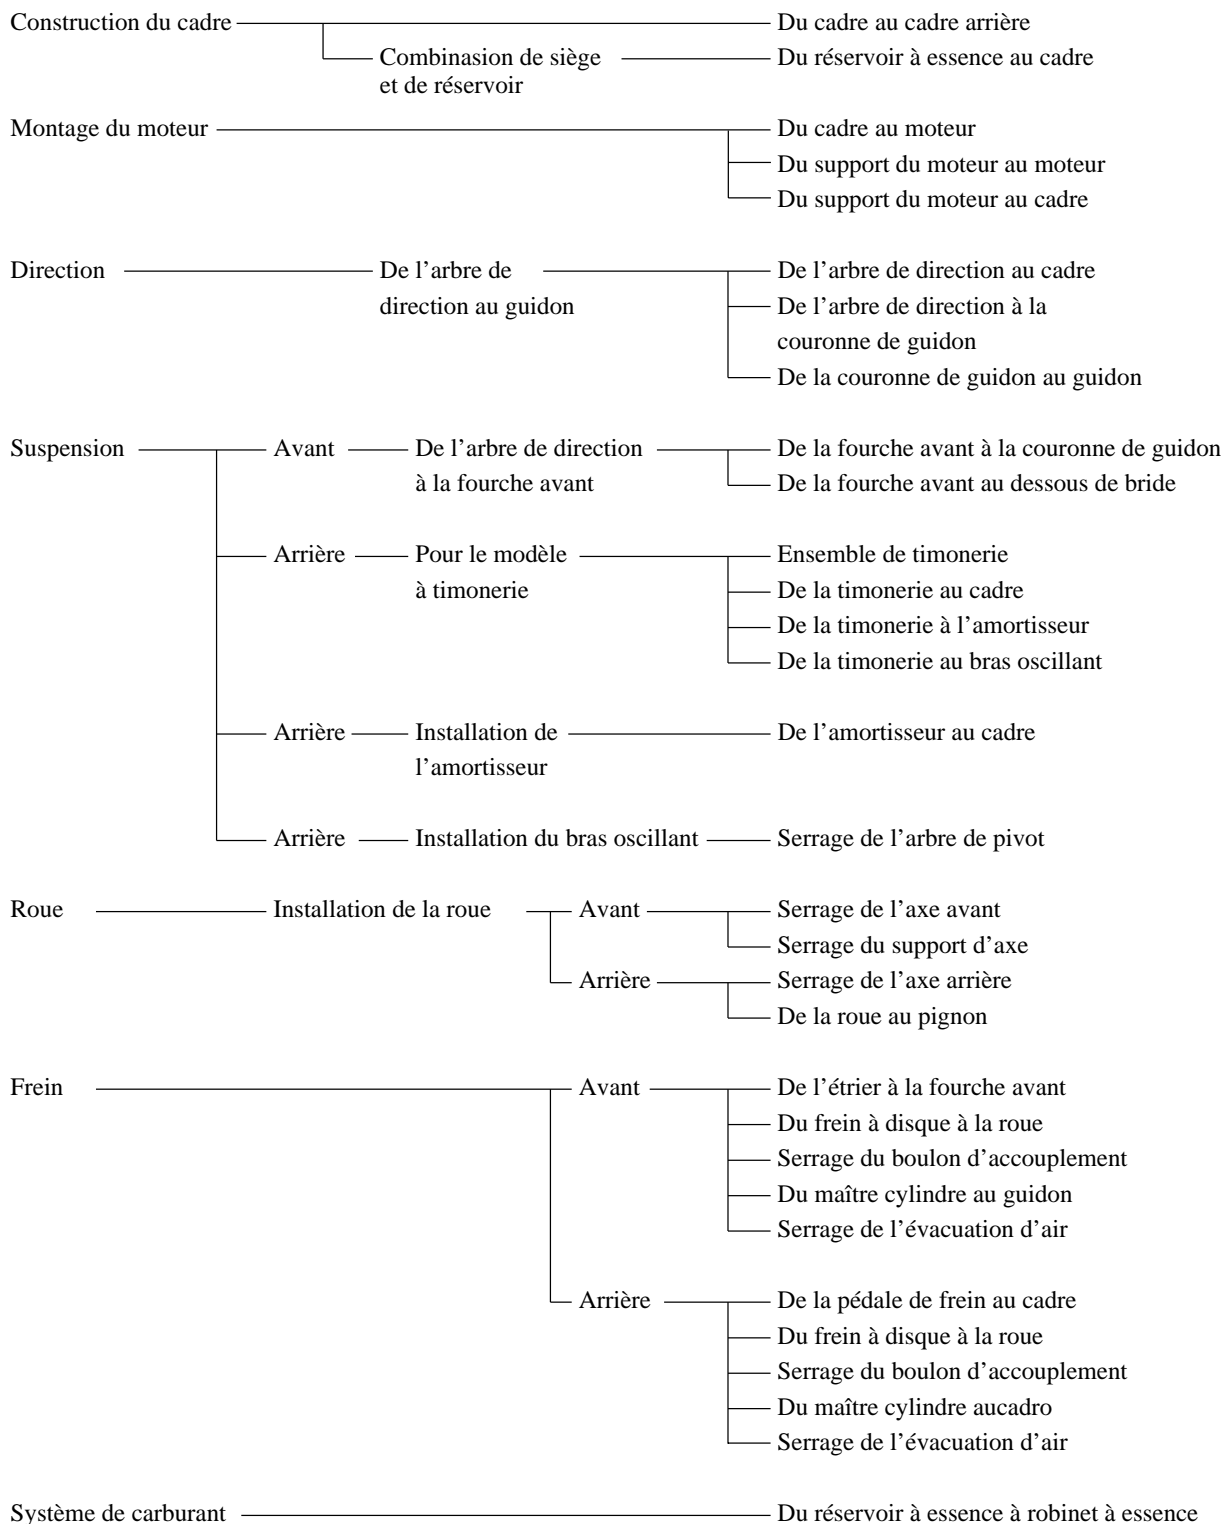 Construction du cadre Du cadre au cadre arrière
Combinasion de siège Du réservoir à essence au cadre
et de réservoir
Montage du moteur Du cadre au moteur
Du support du moteur au moteur
Du support du moteur au cadre
Direction De l’arbre de De l’arbre de direction au cadre
direction au guidon De l’arbre de direction à la
couronne de guidon
De la couronne de guidon au guidon
Suspension Avant De l’arbre de direction De la fourche avant à la couronne de guidon
à la fourche avant De la fourche avant au dessous de bride
Arrière Pour le modèle Ensemble de timonerie
à timonerie De la timonerie au cadre
De la timonerie à l’amortisseur
De la timonerie au bras oscillant
Arrière Installation de De l’amortisseur au cadre
l’amortisseur
Arrière Installation du bras oscillant Serrage de l’arbre de pivot
Roue Installation de la roue Avant Serrage de l’axe avant
Serrage du support d’axe
Arrière Serrage de l’axe arrière
De la roue au pignon
Frein Avant De l’étrier à la fourche avant
Du frein à disque à la roue
Serrage du boulon d’accouplement
Du maître cylindre au guidon
Serrage de l’évacuation d’air
Arrière De la pédale de frein au cadre
Du frein à disque à la roue
Serrage du boulon d’accouplement
Du maître cylindre aucadro
Serrage de l’évacuation d’air
Système de carburant Du réservoir à essence à robinet à essence